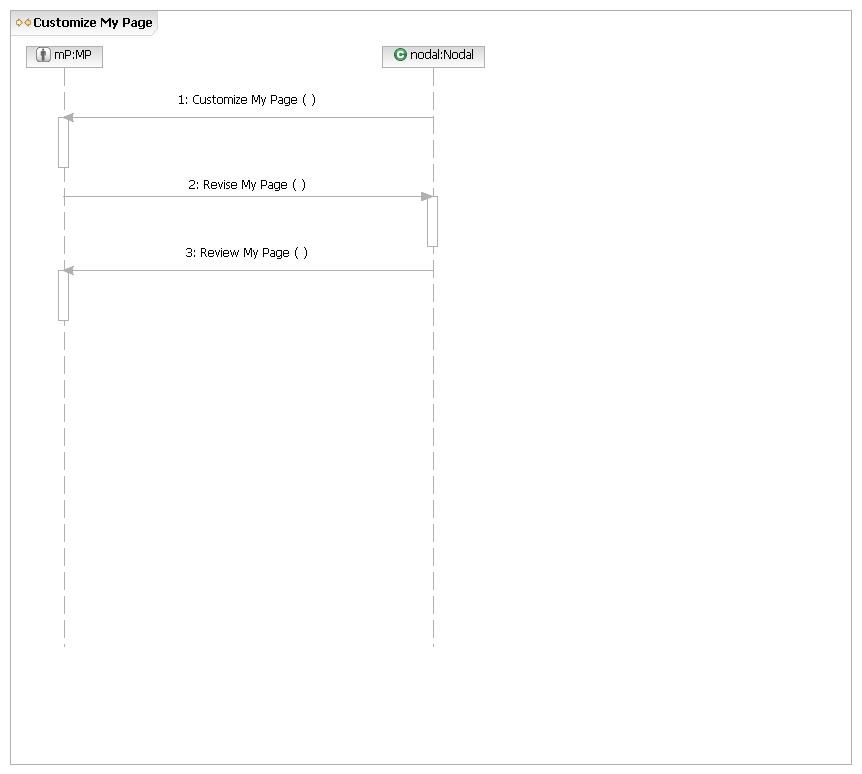 Customize My Page
mP:MP
C nodal:Nodal
1: Customize My Page ( )
2: Revise My Page ( )
3: Review My Page ( )